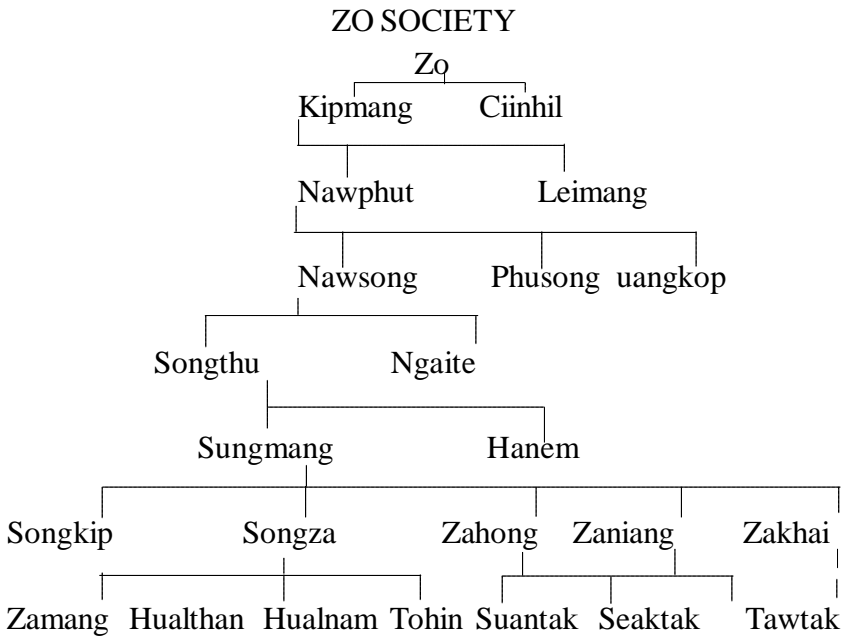 ZO SOCIETY
Zo
Kipmang Ciinhil
Nawphut Leimang
Nawsong Phusong uangkop
Songthu Ngaite
Sungmang Hanem
Songkip Songza Zahong Zaniang Zakhai
Zamang Hualthan Hualnam Tohin Suantak Seaktak Tawtak